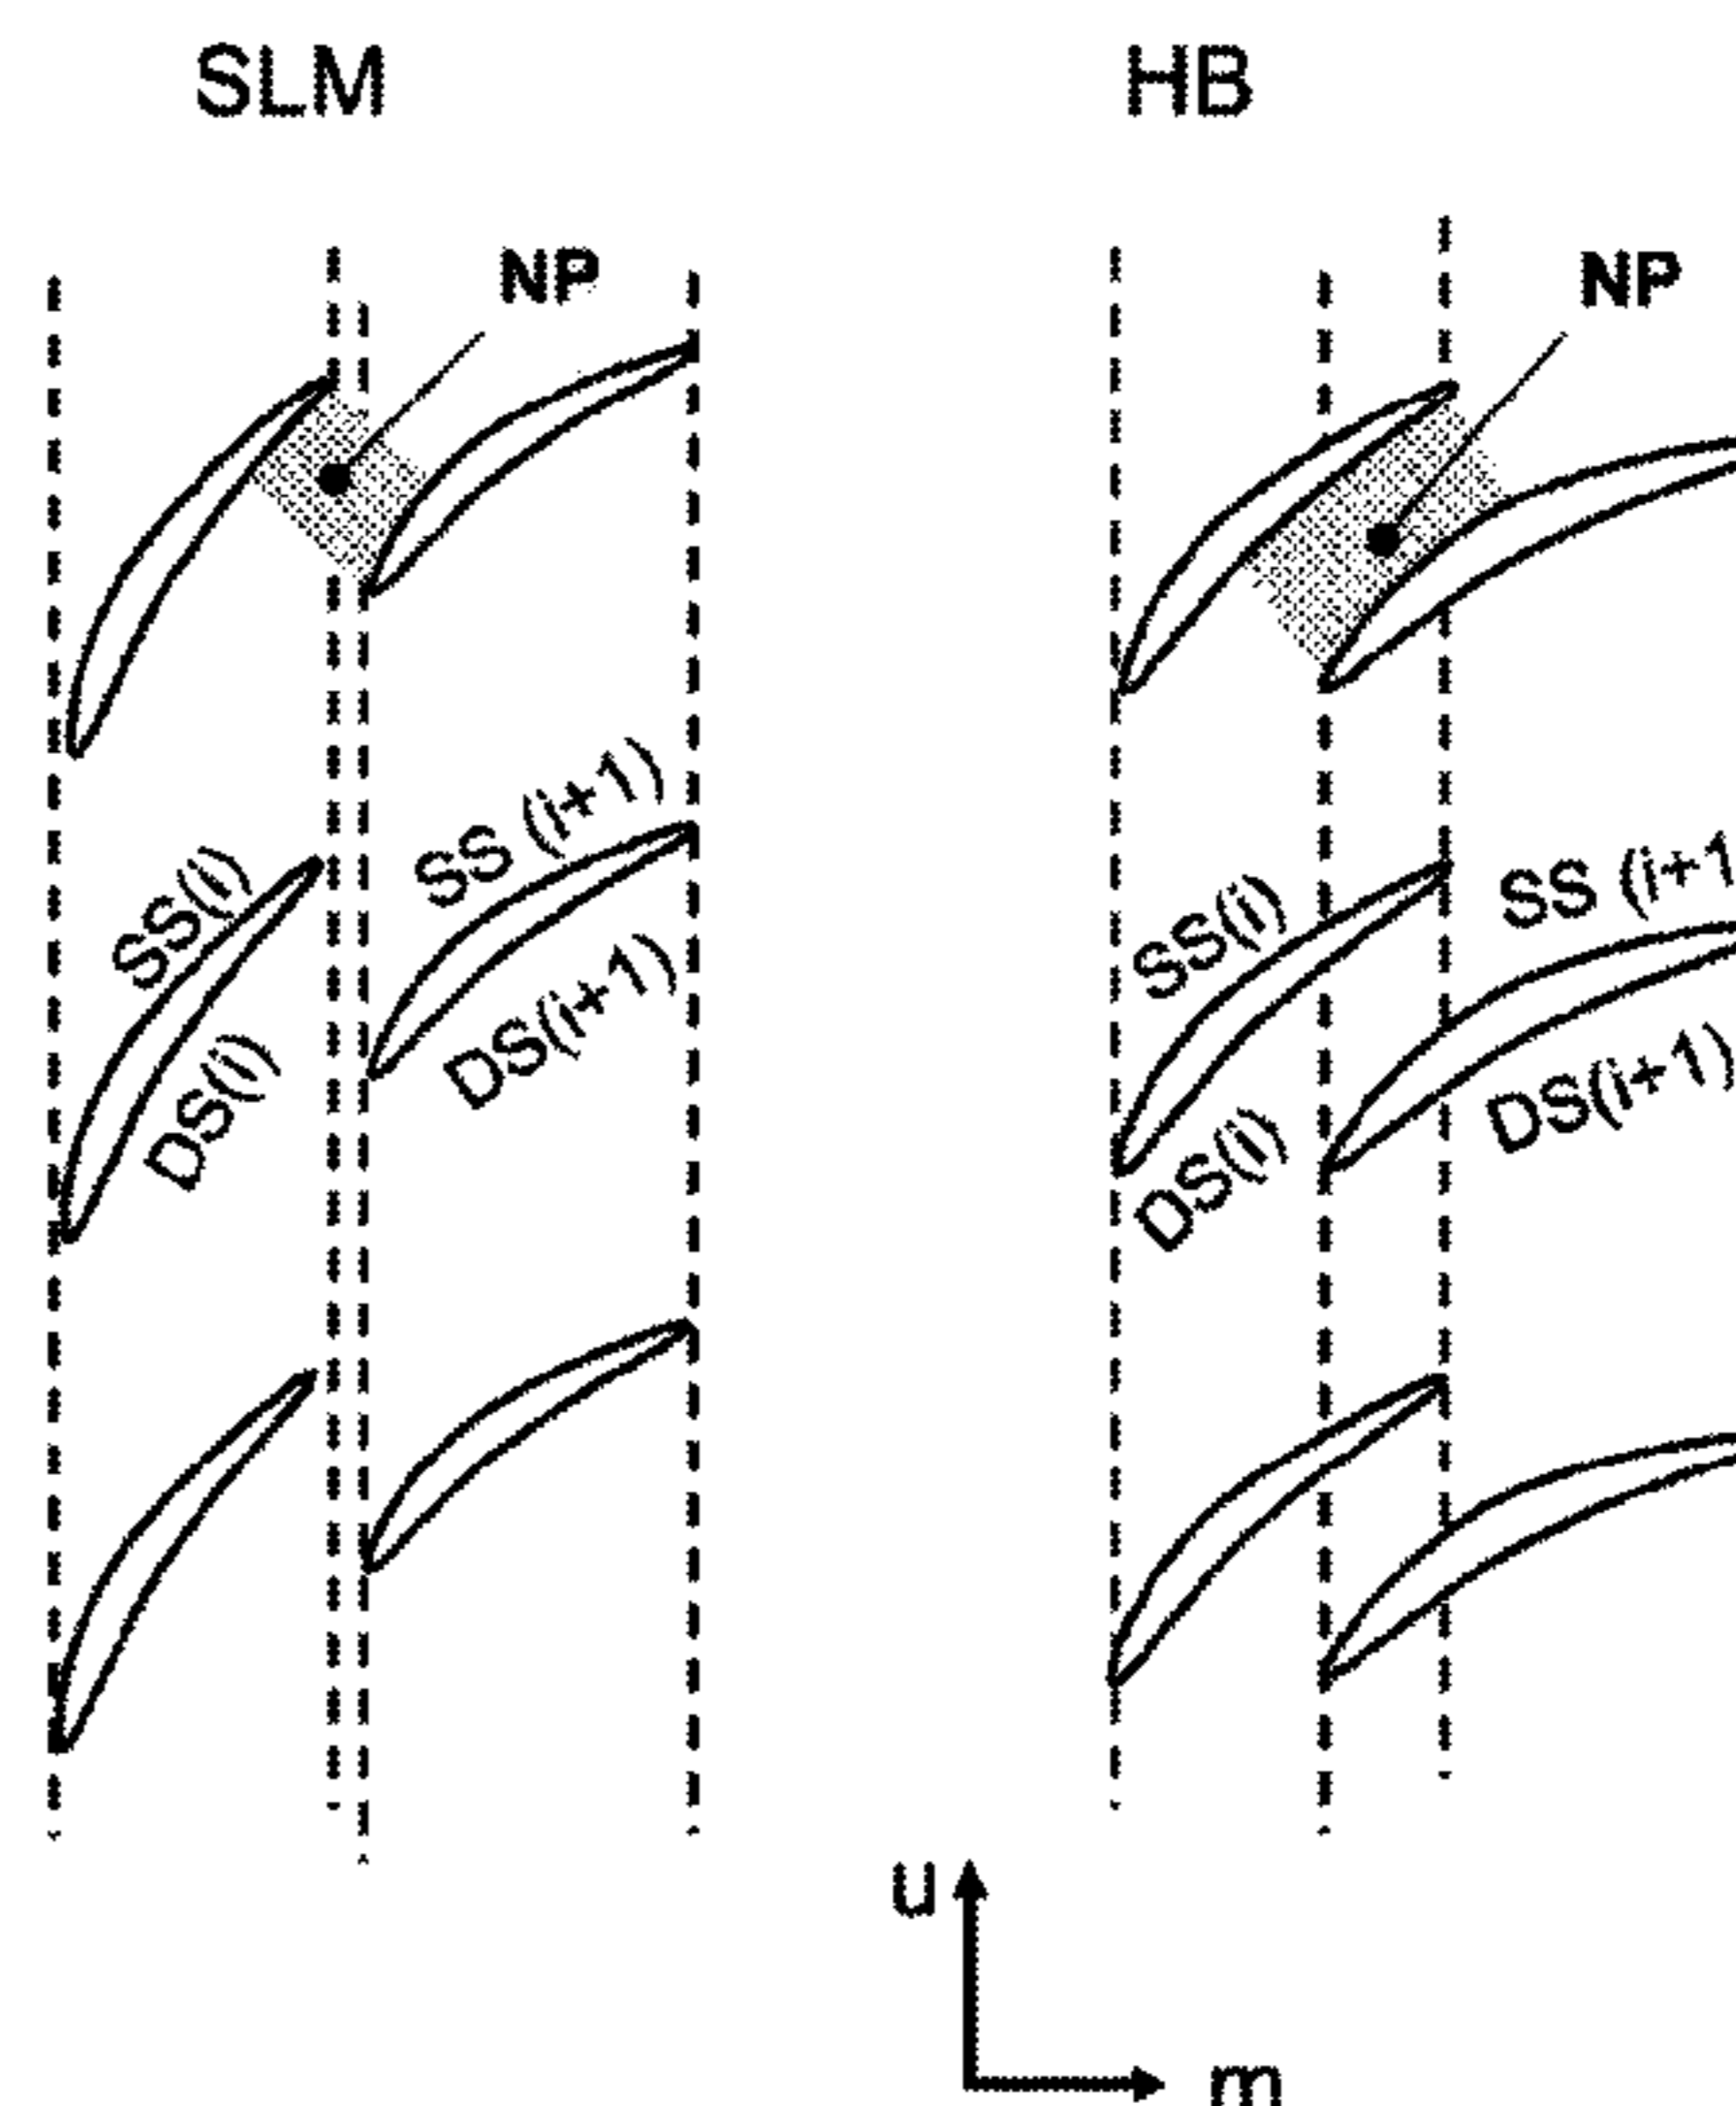 SLM
HB
NP
NP
SS(i)
SS (i+1)
DS(i)
DS(i+1)
SS(i)
SS (i+1
DS(i)
DS(i+1)
u
m